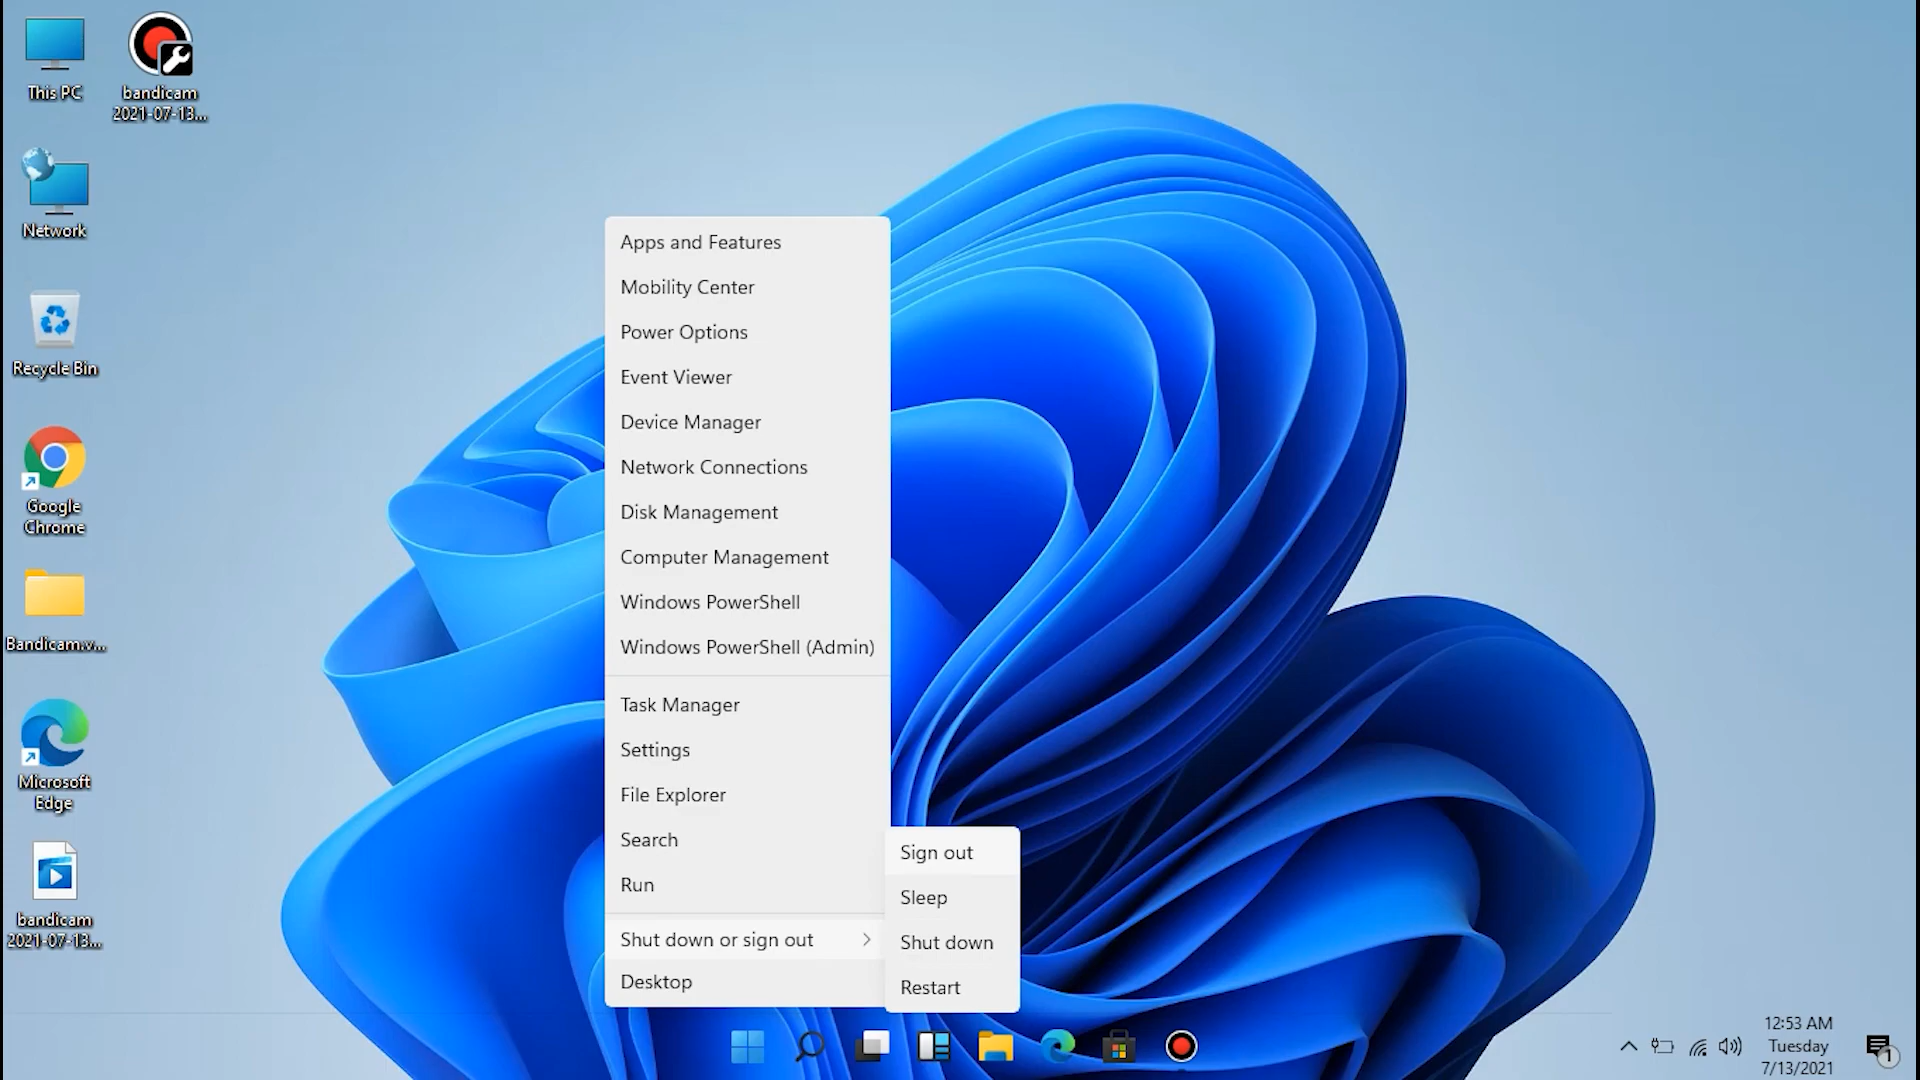 This PC
bandicam
2021-07-13...
Network
Recycle Bin
Google
Chrome
Bandicam.v...
Microsoft
Edge
bandicam
2021-07-13...
Apps and Features
Mobility Center
Power Options
Event Viewer
Device Manager
Network Connections
Disk Management
Computer Management
Windows PowerShell
Windows PowerShell (Admin)
Task Manager
Settings
File Explorer
Search
Run
Shut down or sign out
Desktop
Sign out
Sleep
Shut down
Restart
12:53 AM
Tuesday
7/13/2021
1